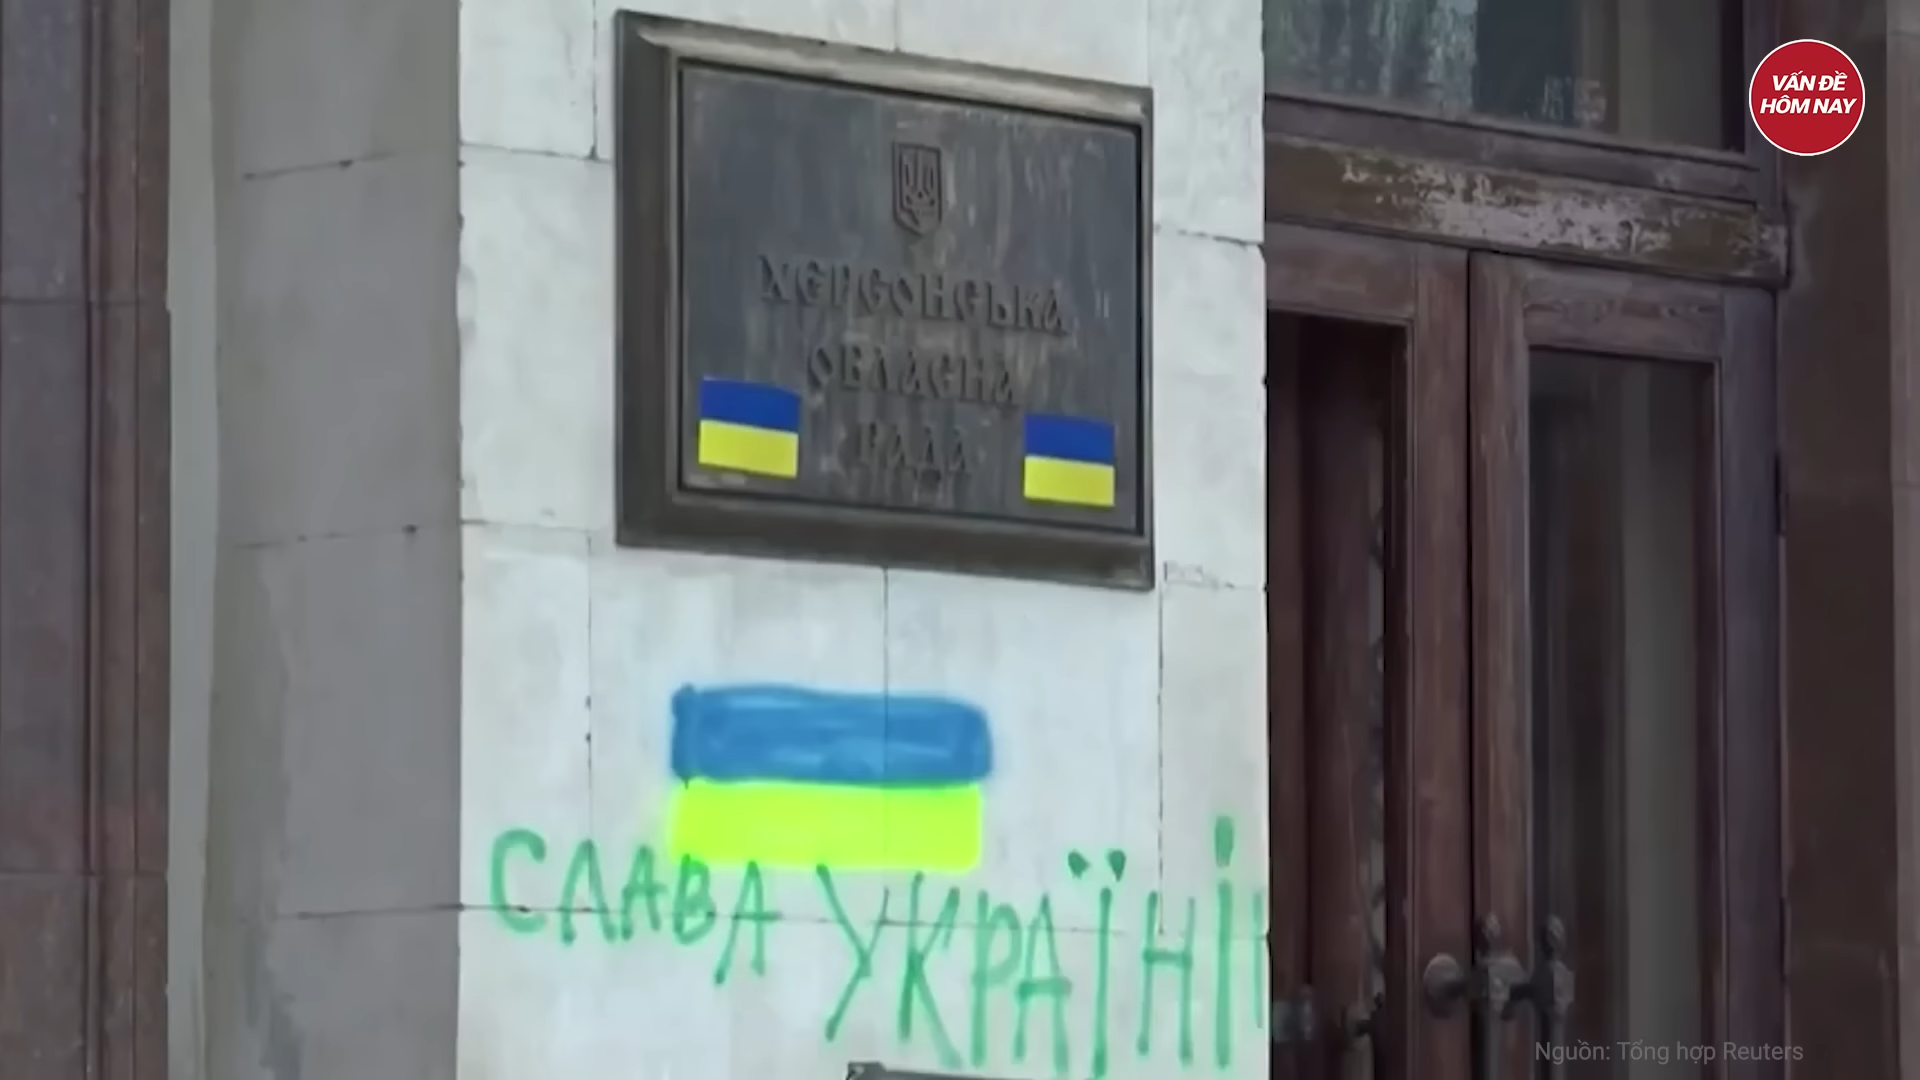 VẤN ĐỀ
HÔM NAY
ХЕРСОНСЬКА
ОБЛАСНА
РАДА
СЛАВА УКРАЇНІ
Nguồn: Tổng hợp Reuters